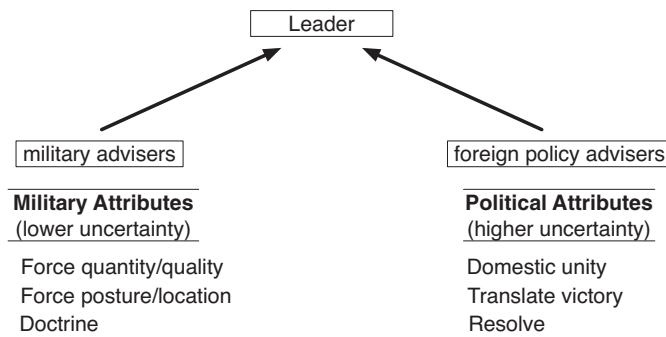 Leader
military advisers
foreign policy advisers
Military Attributes
(lower uncertainty)
Force quantity/quality
Force posture/location
Doctrine
Political Attributes
(higher uncertainty)
Domestic unity
Translate victory
Resolve